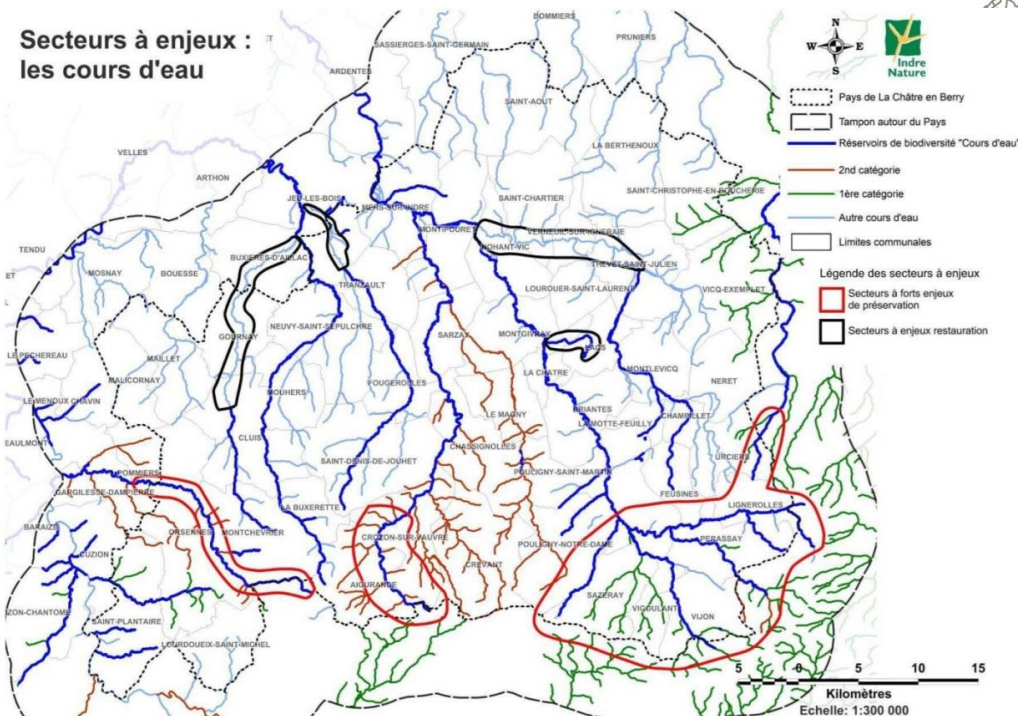 Secteurs à enjeux :
les cours d'eau
N
W E
S
Indre
Nature
Pays de La Châtre en Berry
Tampon autour du Pays
Réservoirs de biodiversité "Cours d'eau"
2nd catégorie
1ère catégorie
Autre cours d'eau
Limites communales
Légende des secteurs à enjeux
Secteurs à forts enjeux
de préservation
Secteurs à enjeux restauration
BOMMIERS
PRUNIERS
SASSIERGES-SAINT-GERMAIN
ARDENTES
SAINT-AOUT
VELLES
LA BERTHENOUX
ARTHON
SAINT-CHRISTOPHE-EN-BOUCHERIE
JEU-LES-BOIS
SAINT-CHARTIER
MERS-SUR-INDRE
MONTIPOURET
VERNEUIL-SUR-IGNERAIE
NOHANT-VIC
TENDU
BUXIERES-D'AILLAC
THEVET-SAINT-JULIEN
MOSNAY
BOUESSE
TRANZAULT
LOUROUER-SAINT-LAURENT
VICQ-EXEMPLET
NEUVY-SAINT-SEPULCHRE
GOURNAY
SARZAY
MONTGIVRAY
LACS
LE PECHEREAU
MAILLET
LA CHATRE
MONTLEVICQ
MALICORNAY
FOUGEROLLES
NERET
MOUHERS
LE MENOUX
CHAVIN
LE MAGNY
BRIANTES
CHAMPILLET
LA MOTTE-FEUILLY
EAULMONT
CLUIS
CHASSIGNOLLES
URCIERS
SAINT-DENIS-DE-JOUHET
POULIGNY-SAINT-MARTIN
POMMIERS
GARGILESSE-DAMPIERRE
FEUSINES
LIGNEROLLES
LA BUXERETTE
BARAIZE
ORSENNES
MONTCHEVRIER
CROZON-SUR-VAUVRE
POULIGNY-NOTRE-DAME
PERASSAY
CUZION
CREVANT
AIGURANDE
SAZERAY
VIGOULANT
VIJON
ZON-CHANTOME
SAINT-PLANTAIRE
LOURDOUEIX-SAINT-MICHEL
5 0 5 10 15
Kilomètres
Echelle: 1:300 000